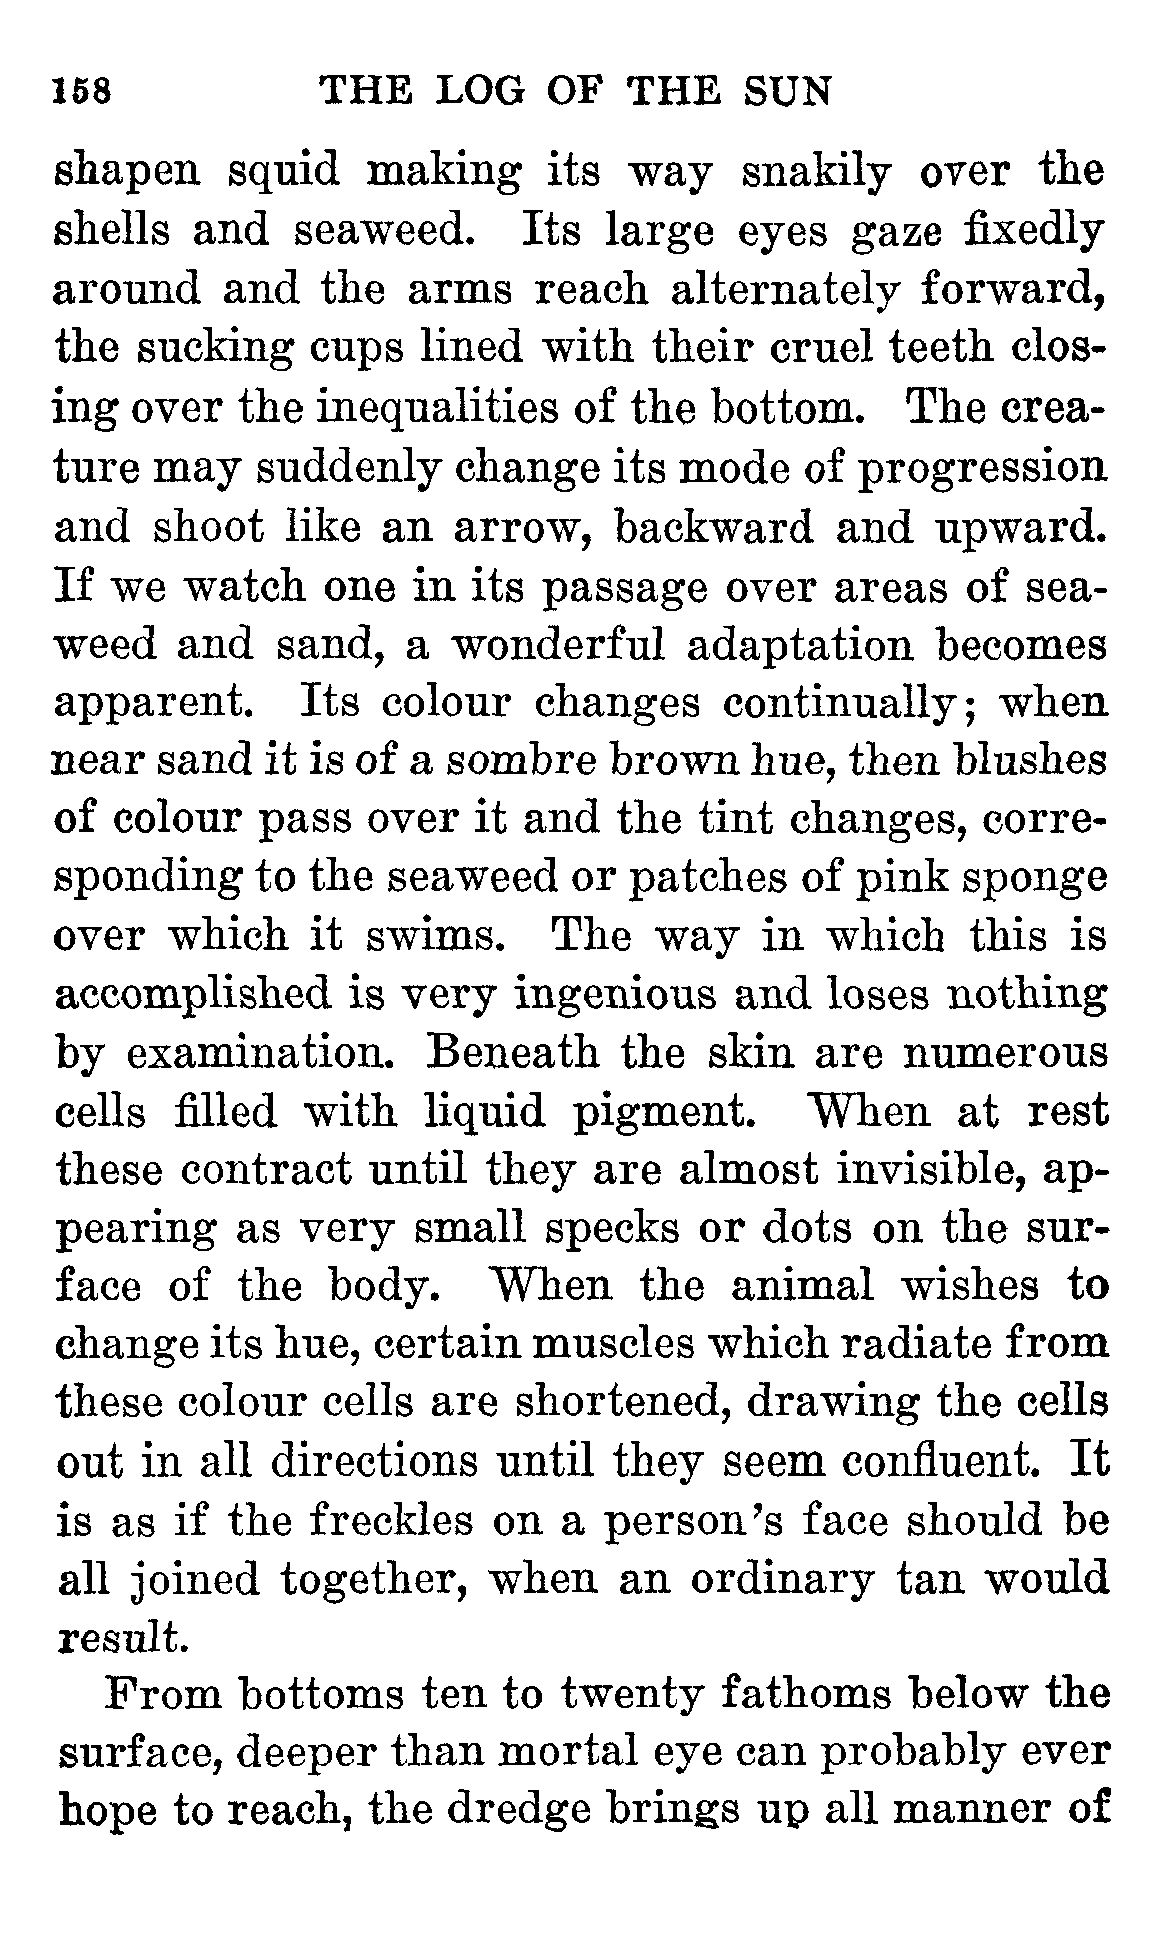 158 THE LOG OF THE SUN
shapen squid making its way snakily over the
shells and seaweed. Its large eyes gaze fixedly
around and the arms reach alternately forward,
the sucking cups lined with their cruel teeth clos-
ing over the inequalities of the bottom. The crea-
ture may suddenly change its mode of progression
and shoot like an arrow, backward and upward.
If we watch one in its passage over areas of sea-
weed and sand, a wonderful adaptation becomes
apparent. Its colour changes continually; when
near sand it is of a sombre brown hue, then blushes
of colour pass over it and the tint changes, corre-
sponding to the seaweed or patches of pink sponge
over which it swims. The way in which this is
accomplished is very ingenious and loses nothing
by examination. Beneath the skin are numerous
cells filled with liquid pigment. When at rest
these contract until they are almost invisible, ap-
pearing as very small specks or dots on the sur-
face of the body. When the animal wishes to
change its hue, certain muscles which radiate from
these colour cells are shortened, drawing the cells
out in all directions until they seem confluent. It
is as if the freckles on a person's face should be
all joined together, when an ordinary tan would
result.
From bottoms ten to twenty fathoms below the
surface, deeper than mortal eye can probably ever
hope to reach, the dredge brings up all manner of